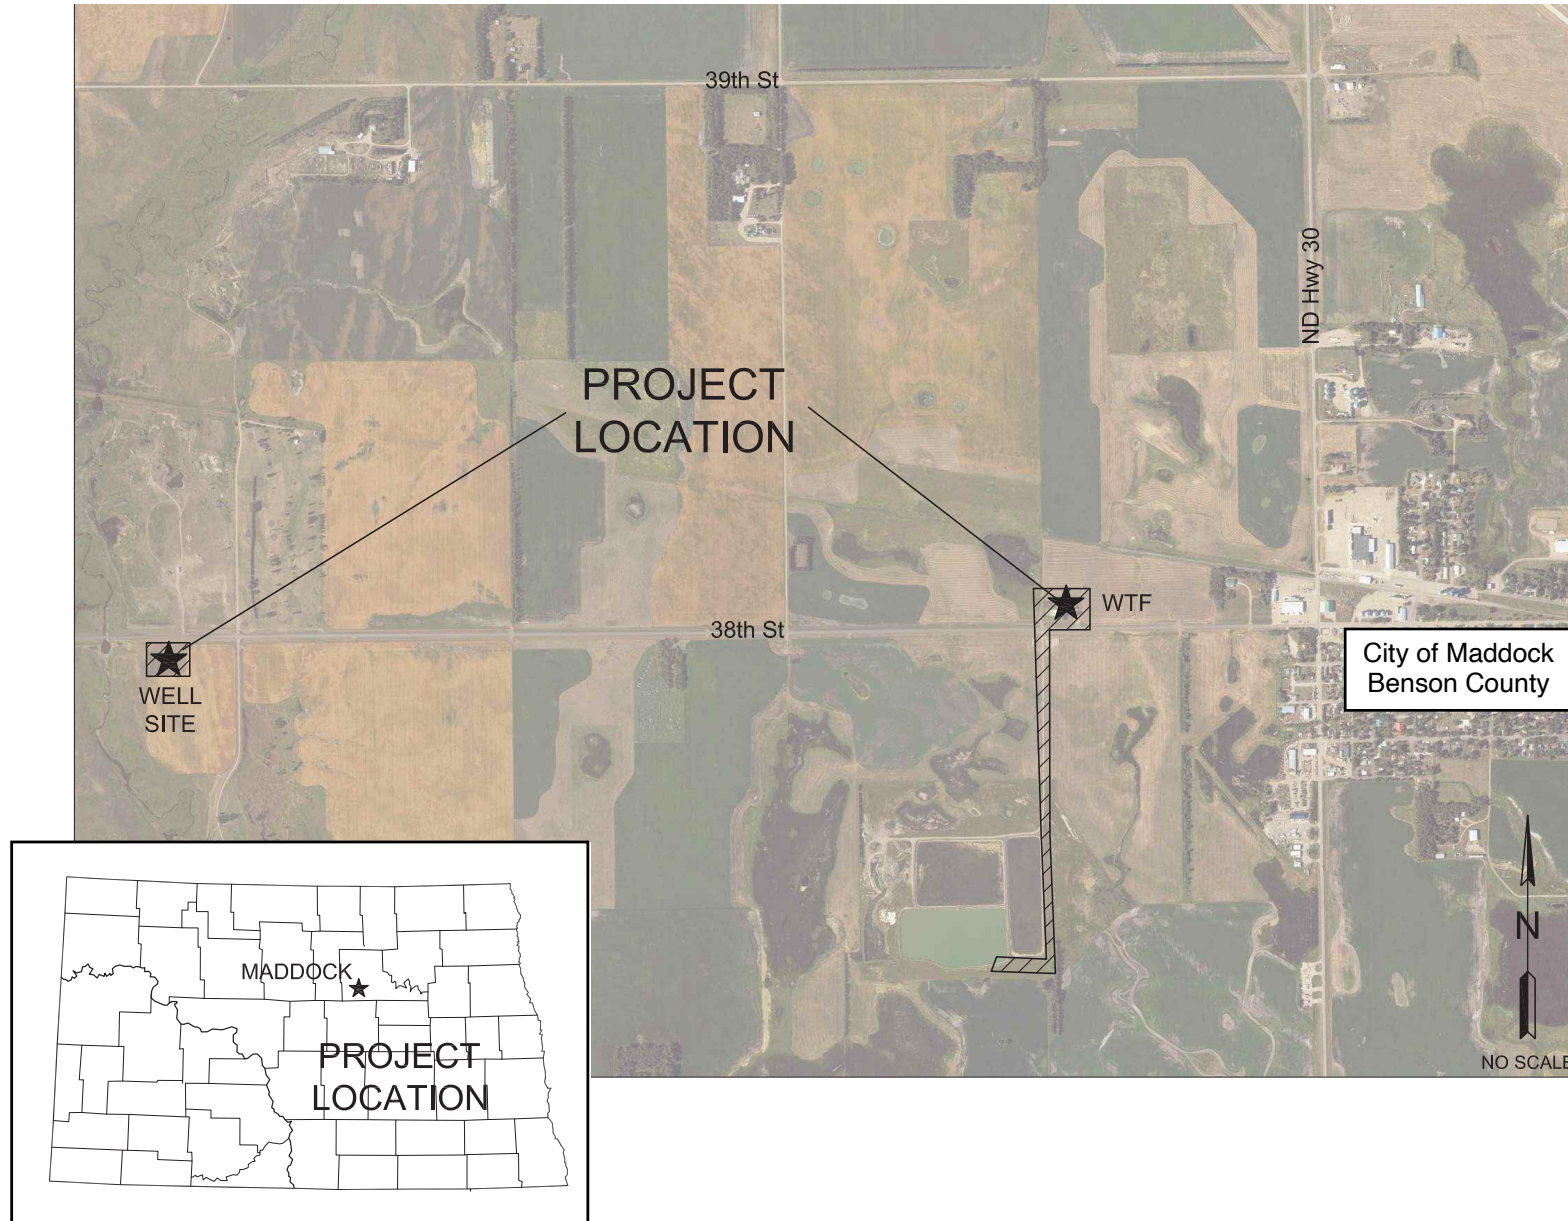 39th St
ND Hwy 30
PROJECT
LOCATION
WTF
38th St
WELL
SITE
City of Maddock
Benson County
N
NO SCALE
MADDOCK
PROJECT
LOCATION